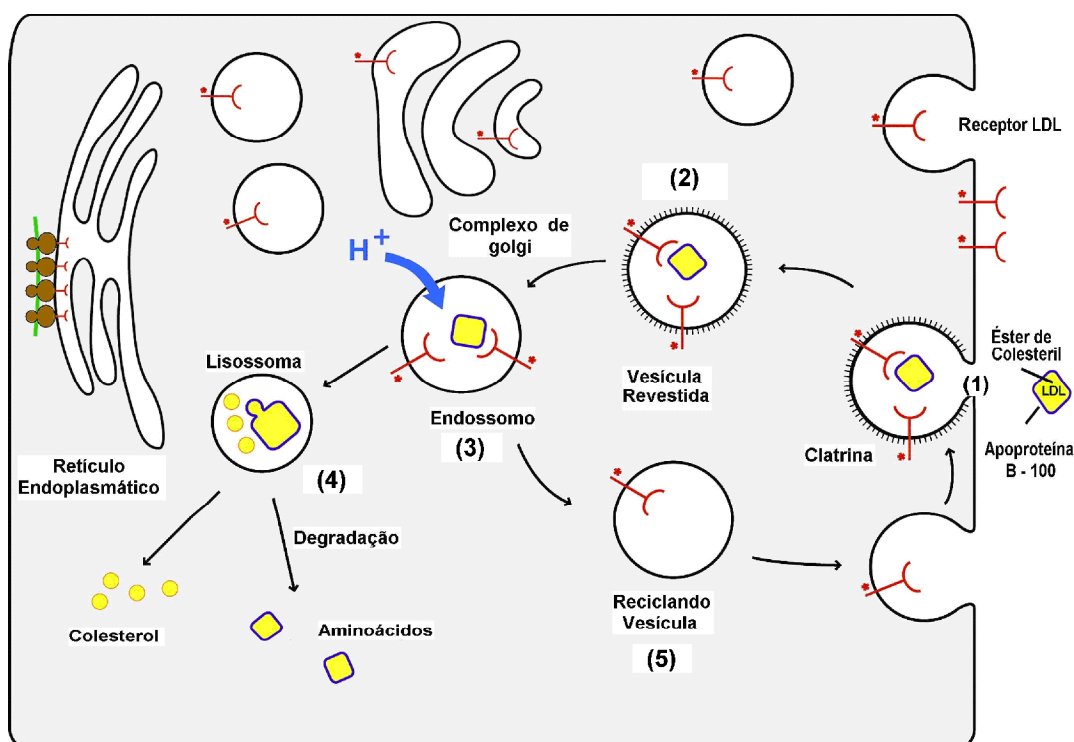 Receptor LDL
(2)
Complexo de
golgi
H+
Éster de
Colesteril
Lisossoma
Vesícula
Revestida
(1)
LDL
Endossomo
(3)
Clatrina
Apoproteína
B - 100
Retículo
Endoplasmático
(4)
Degradação
Reciclando
Vesícula
(5)
Colesterol
Aminoácidos